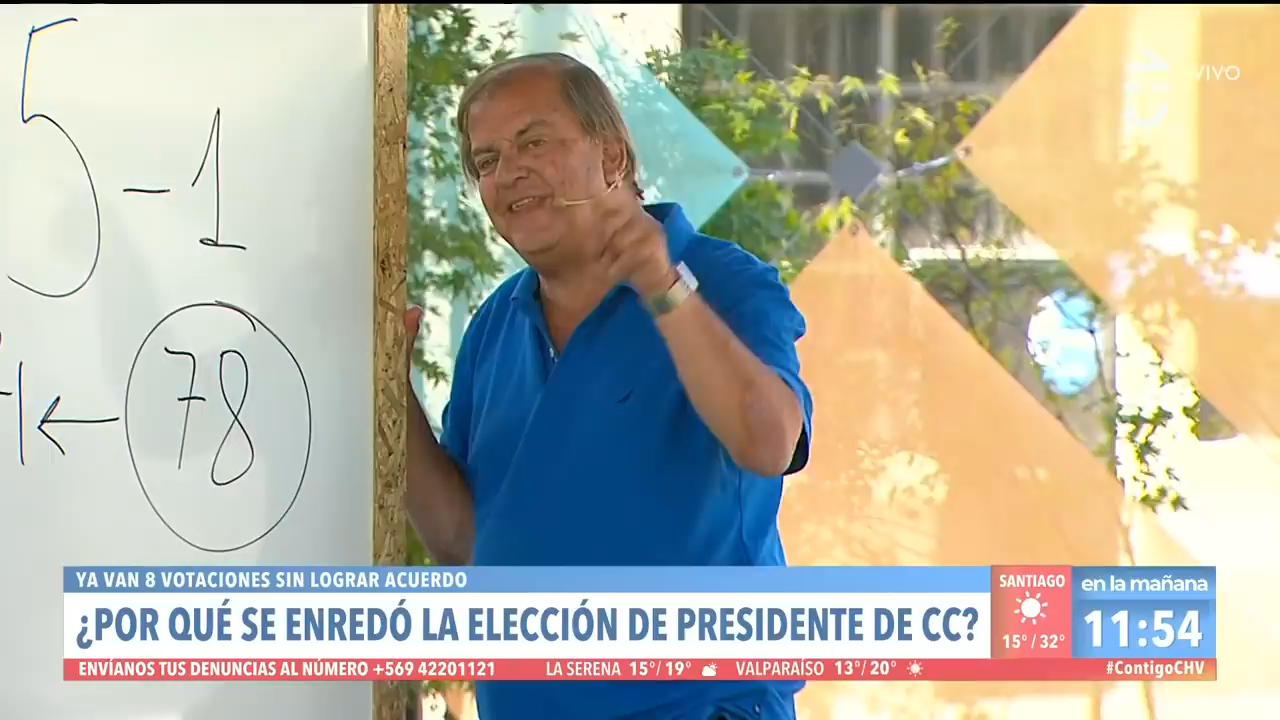 5 - 1
78
VIVO
YA VAN 8 VOTACIONES SIN LOGRAR ACUERDO
¿POR QUÉ SE ENREDÓ LA ELECCIÓN DE PRESIDENTE DE CC?
SANTIAGO
15°/32°
en la mañana
11:54
ENVÍANOS TUS DENUNCIAS AL NÚMERO +569 42201121
LA SERENA 15°/19°
VALPARAÍSO 13°/20°
#ContigoCHV